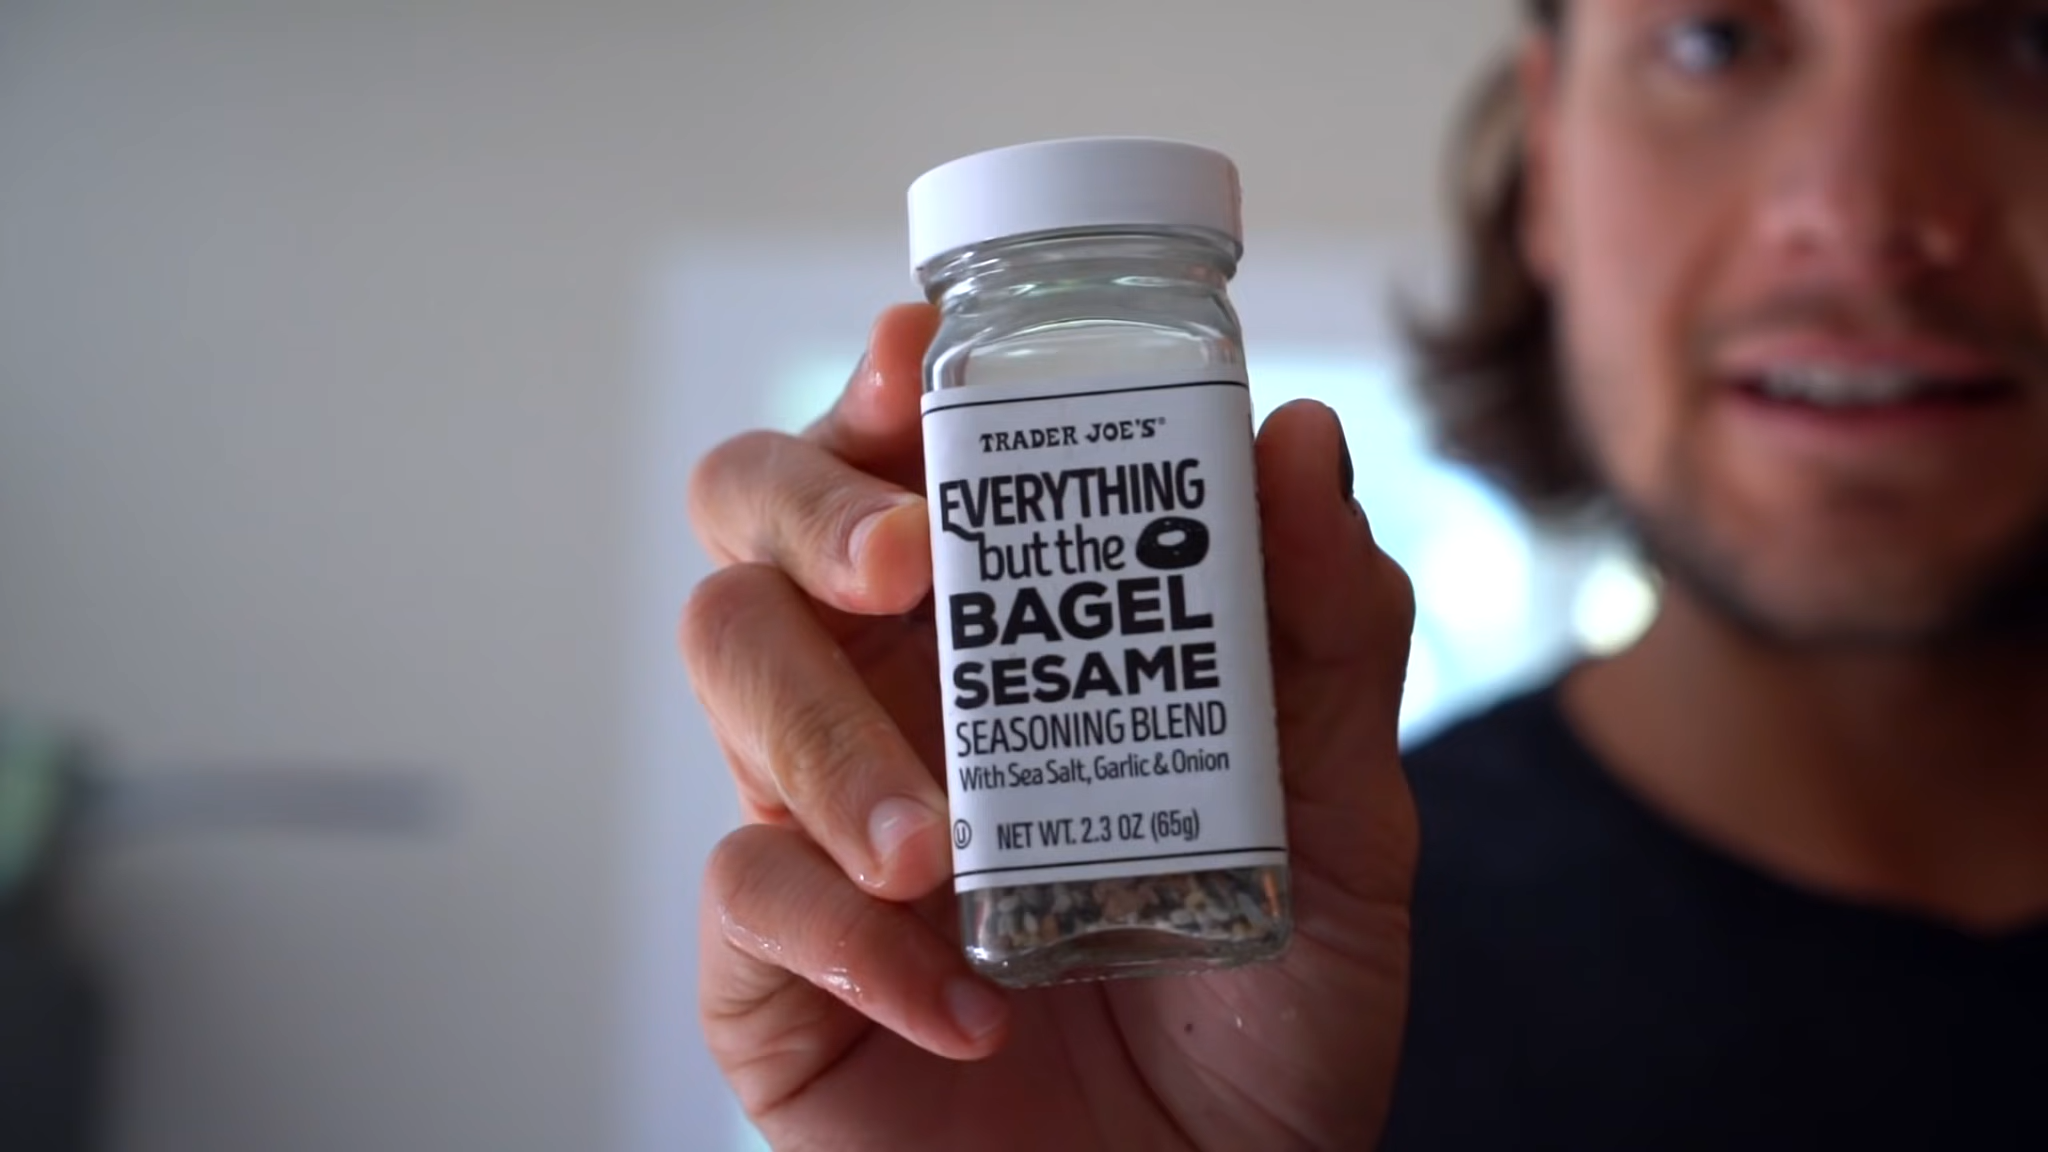 TRADER JOE'S®
EVERYTHING
but the
BAGEL
SESAME
SEASONING BLEND
With Sea Salt, Garlic & Onion
U NET WT. 2.3 OZ (65g)